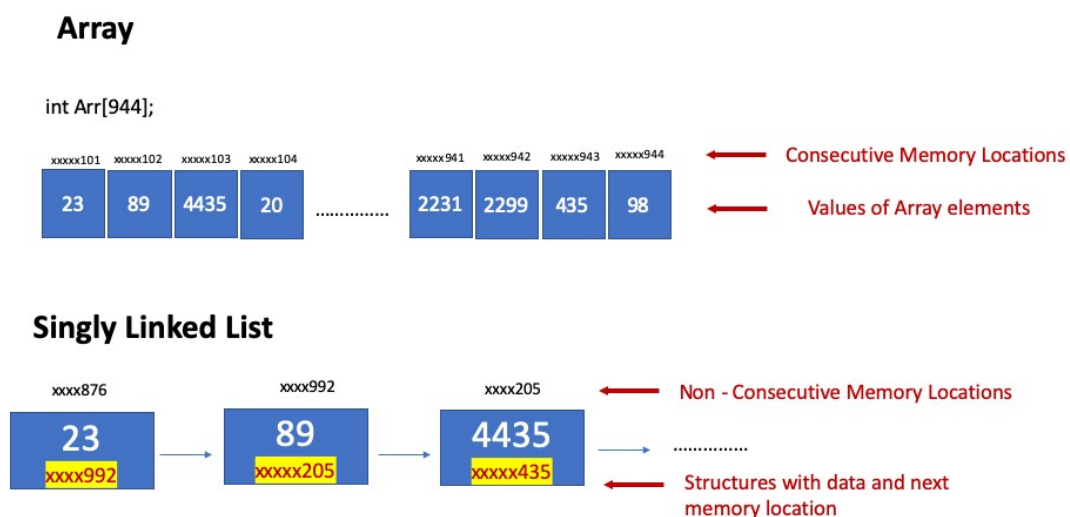 Array
int Arr[944];
xxxxx101 xxxxx102 xxxxx103 xxxxx104 xxxxx941 xxxxx942 xxxxx943 xxxxx944 Consecutive Memory Locations
23 89 4435 20 ............... 2231 2299 435 98 Values of Array elements
Singly Linked List
xxxx876 xxxx992 xxxx205 Non - Consecutive Memory Locations
23 89 4435 ...............
xxxx992 xxxxx205 xxxxx435 Structures with data and next
memory location